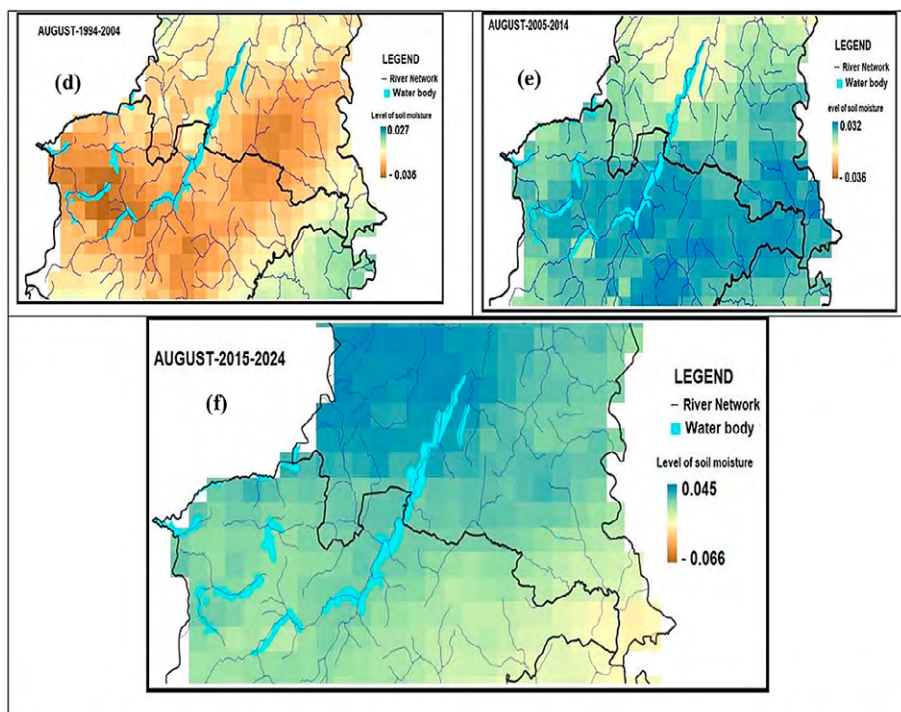 AUGUST-1994-2004
(d)
LEGEND
River Network
Water body
Level of soil moisture
0.027
- 0.036
AUGUST-2005-2014
(e)
LEGEND
River Network
Water body
evel of soil moisture
0.032
- 0.036
AUGUST-2015-2024
(f)
LEGEND
River Network
Water body
Level of soil moisture
0.045
- 0.066